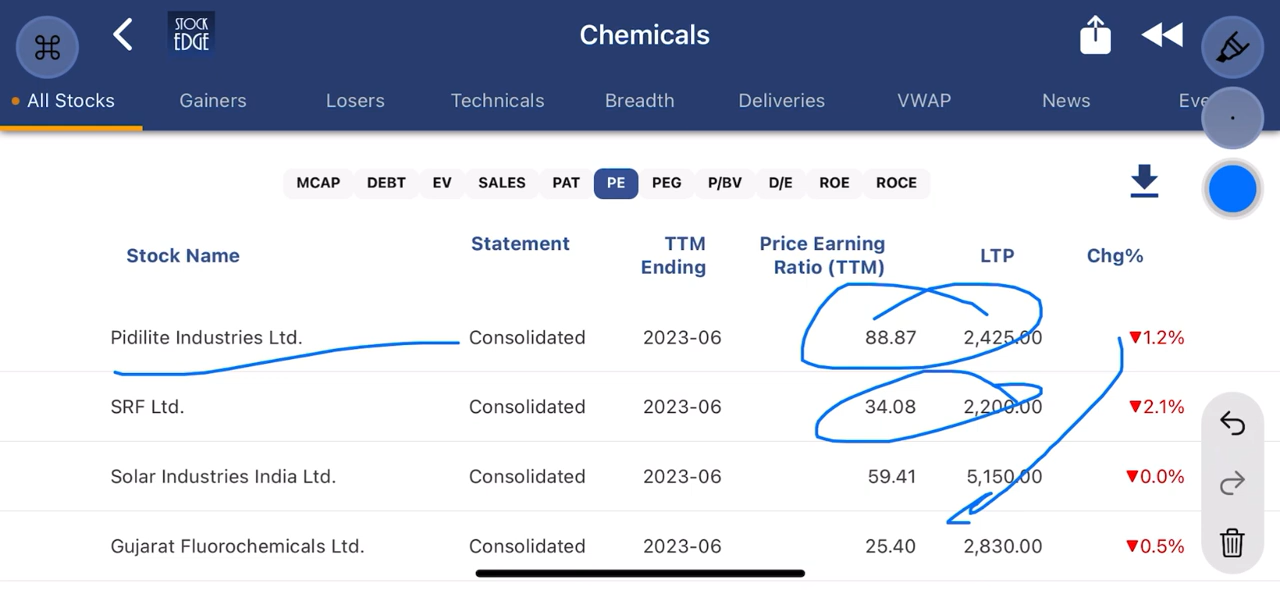 STOCK EDGE
Chemicals
All Stocks Gainers Losers Technicals Breadth Deliveries VWAP News Eve
MCAP DEBT EV SALES PAT PE PEG P/BV D/E ROE ROCE
Stock Name Statement TTM Ending Price Earning Ratio (TTM) LTP Chg%
Pidilite Industries Ltd. Consolidated 2023-06 88.87 2,425.00 ▼1.2%
SRF Ltd. Consolidated 2023-06 34.08 2,200.00 ▼2.1%
Solar Industries India Ltd. Consolidated 2023-06 59.41 5,150.00 ▼0.0%
Gujarat Fluorochemicals Ltd. Consolidated 2023-06 25.40 2,830.00 ▼0.5%